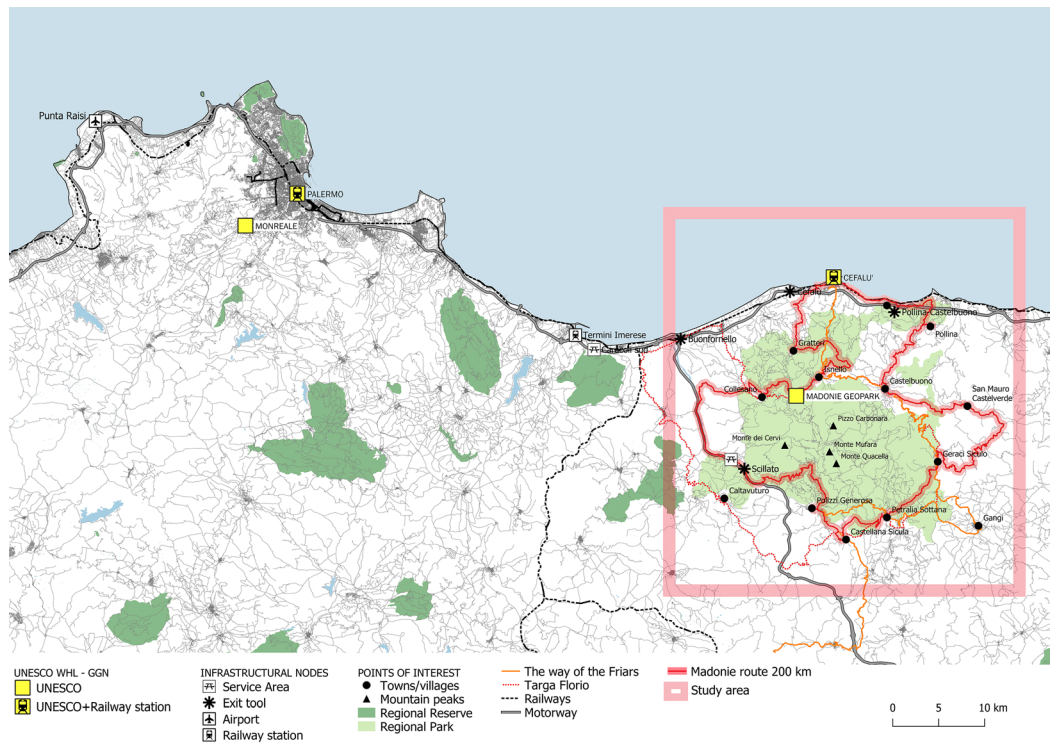 Punta Raisi
PALERMO
MONREALE
CEFALU'
Cefalù
Pollina-Castelbuono
Termini Imerese
Pollina
Buonfornello
Caracoli sud
Gratteri
Isnello
Castelbuono
Collesano
MADONIE GEOPARK
San Mauro
Castelverde
Pizzo Carbonara
Monte dei Cervi
Monte Mufara
Monte Quacella
Geraci Siculo
Scillato
Caltavuturo
Polizzi Generosa
Petralia Sottana
Gangi
Castellana Sicula
UNESCO WHL - GGN
UNESCO
UNESCO+Railway station
INFRASTRUCTURAL NODES
Service Area
Exit tool
Airport
Railway station
POINTS OF INTEREST
Towns/villages
Mountain peaks
Regional Reserve
Regional Park
The way of the Friars
Targa Florio
Railways
Motorway
Madonie route 200 km
Study area
0 5 10 km